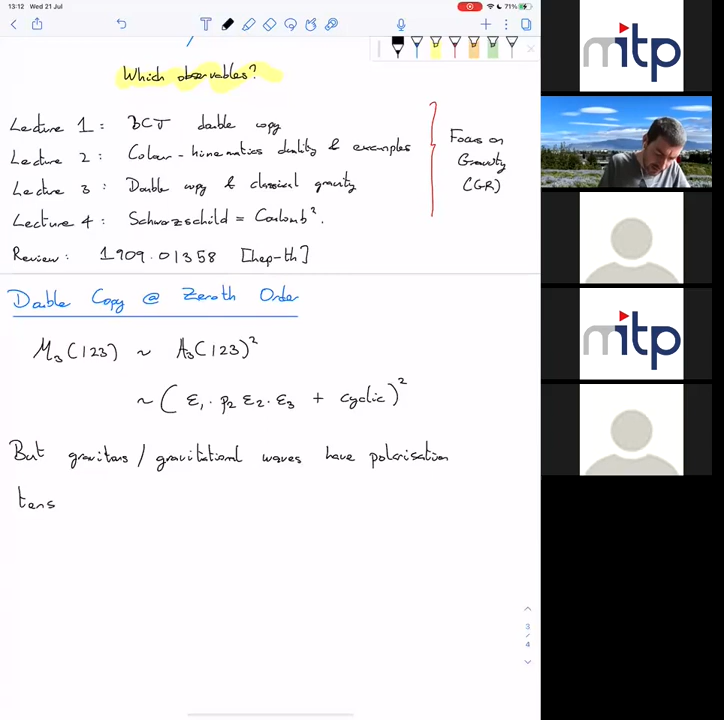 13:12 Wed 21 Jul
71%
Which observables?
Lecture 1: BCJ double copy
Lecture 2: Colour-kinematics duality & examples
Lecture 3: Double copy & classical gravity
Lecture 4: Schwarzschild = Coulomb².
Focus on
Gravity
(GR)
Review: 1909.01358 [hep-th]
Double Copy @ Zeroth Order
M₃(123) ~ A₃(123)²
~ (ε₁·p₂ ε₂·ε₃ + cyclic)²
But gravitons/gravitational waves have polarisation
tens
3
/
4
mitp
mitp